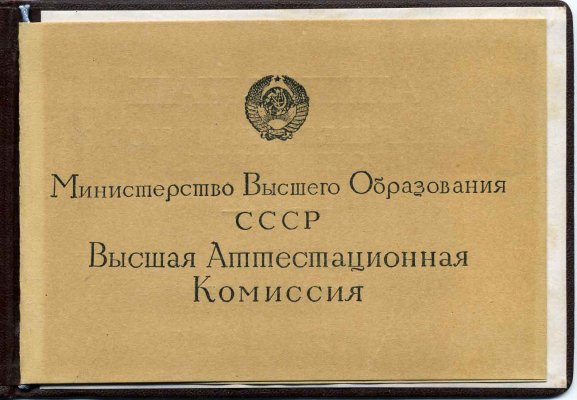 Министерство Высшего Образования
СССР
Высшая Аттестационная
Комиссия